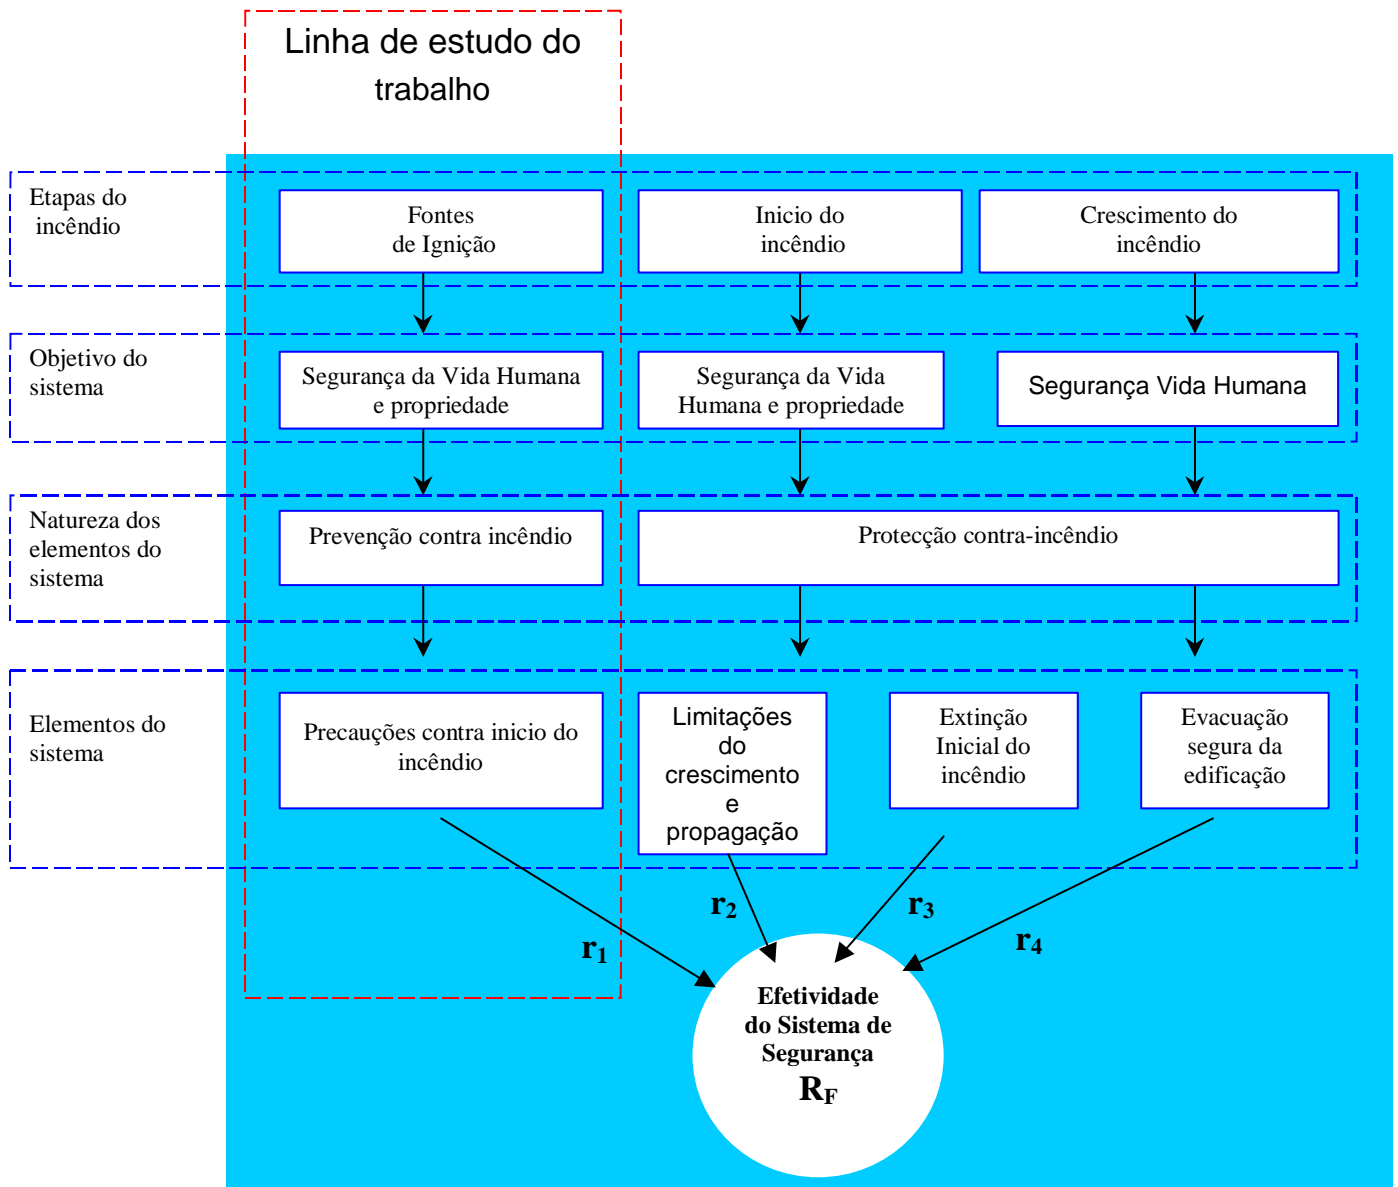 Linha de estudo do
trabalho
Etapas do
incêndio
Fontes
de Ignição
Inicio do
incêndio
Crescimento do
incêndio
Objetivo do
sistema
Segurança da Vida Humana
e propriedade
Segurança da Vida
Humana e propriedade
Segurança Vida Humana
Natureza dos
elementos do
sistema
Prevenção contra incêndio
Protecção contra-incêndio
Elementos do
sistema
Precauções contra inicio do
incêndio
Limitações
do
crescimento
e
propagação
Extinção
Inicial do
incêndio
Evacuação
segura da
edificação
r1
r2
r3
r4
Efetividade
do Sistema de
Segurança
RF